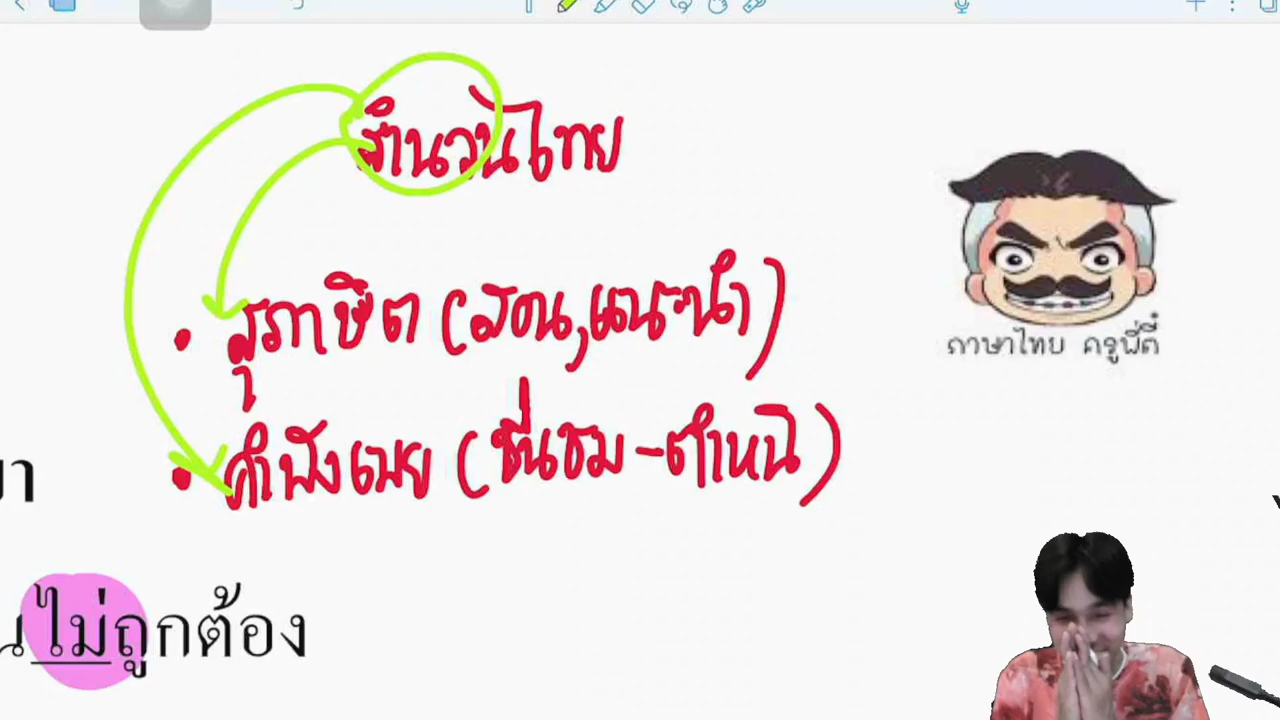 สำนวนไทย
• สุภาษิต (สอน,แนะนำ)
ภาษาไทย ครูพี่ตี้
• คำพังเพย (ชื่นชม-ตำหนิ)
ไม่ถูกต้อง